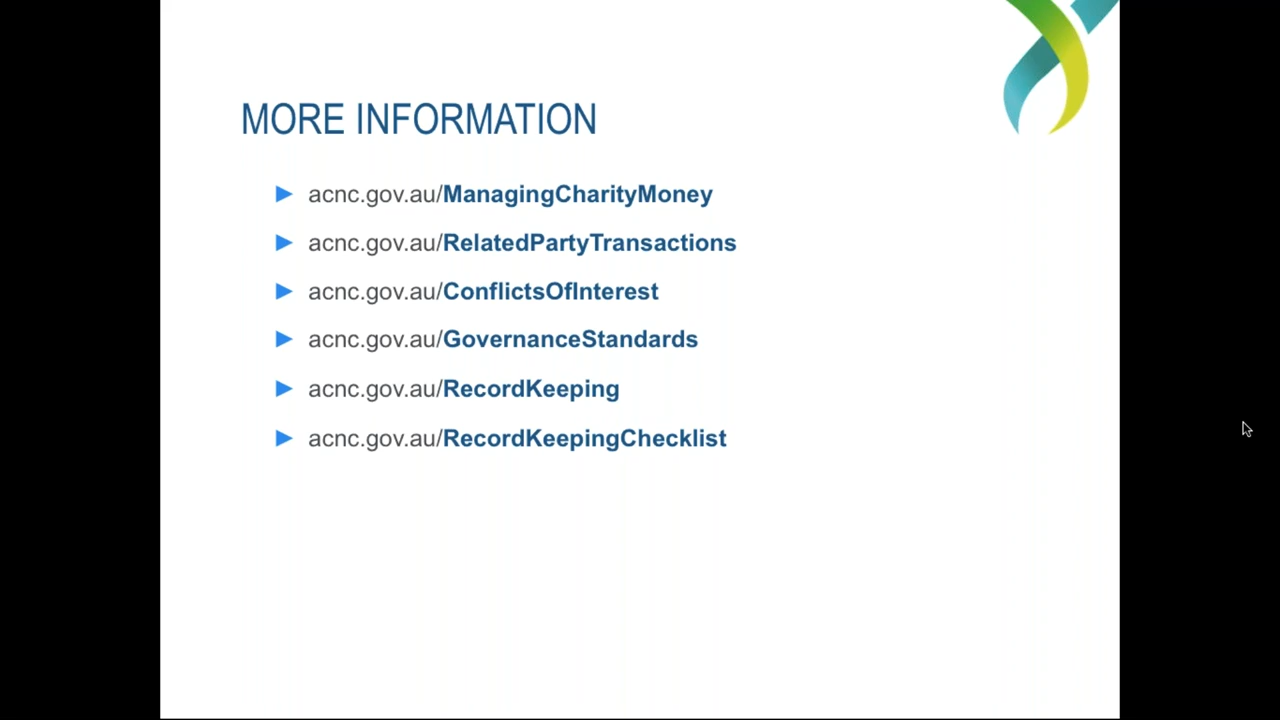 MORE INFORMATION
acnc.gov.au/ManagingCharityMoney
acnc.gov.au/RelatedPartyTransactions
acnc.gov.au/ConflictsOfInterest
acnc.gov.au/GovernanceStandards
acnc.gov.au/RecordKeeping
acnc.gov.au/RecordKeepingChecklist